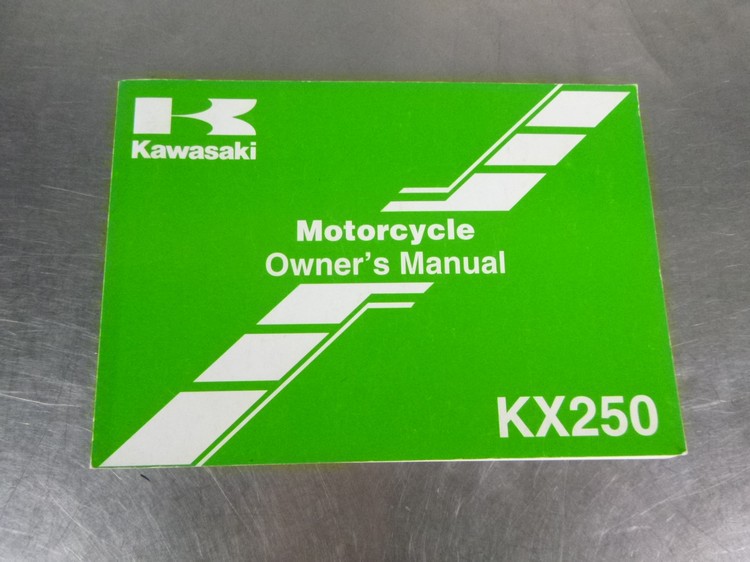 Kawasaki
Motorcycle
Owner's Manual
KX250